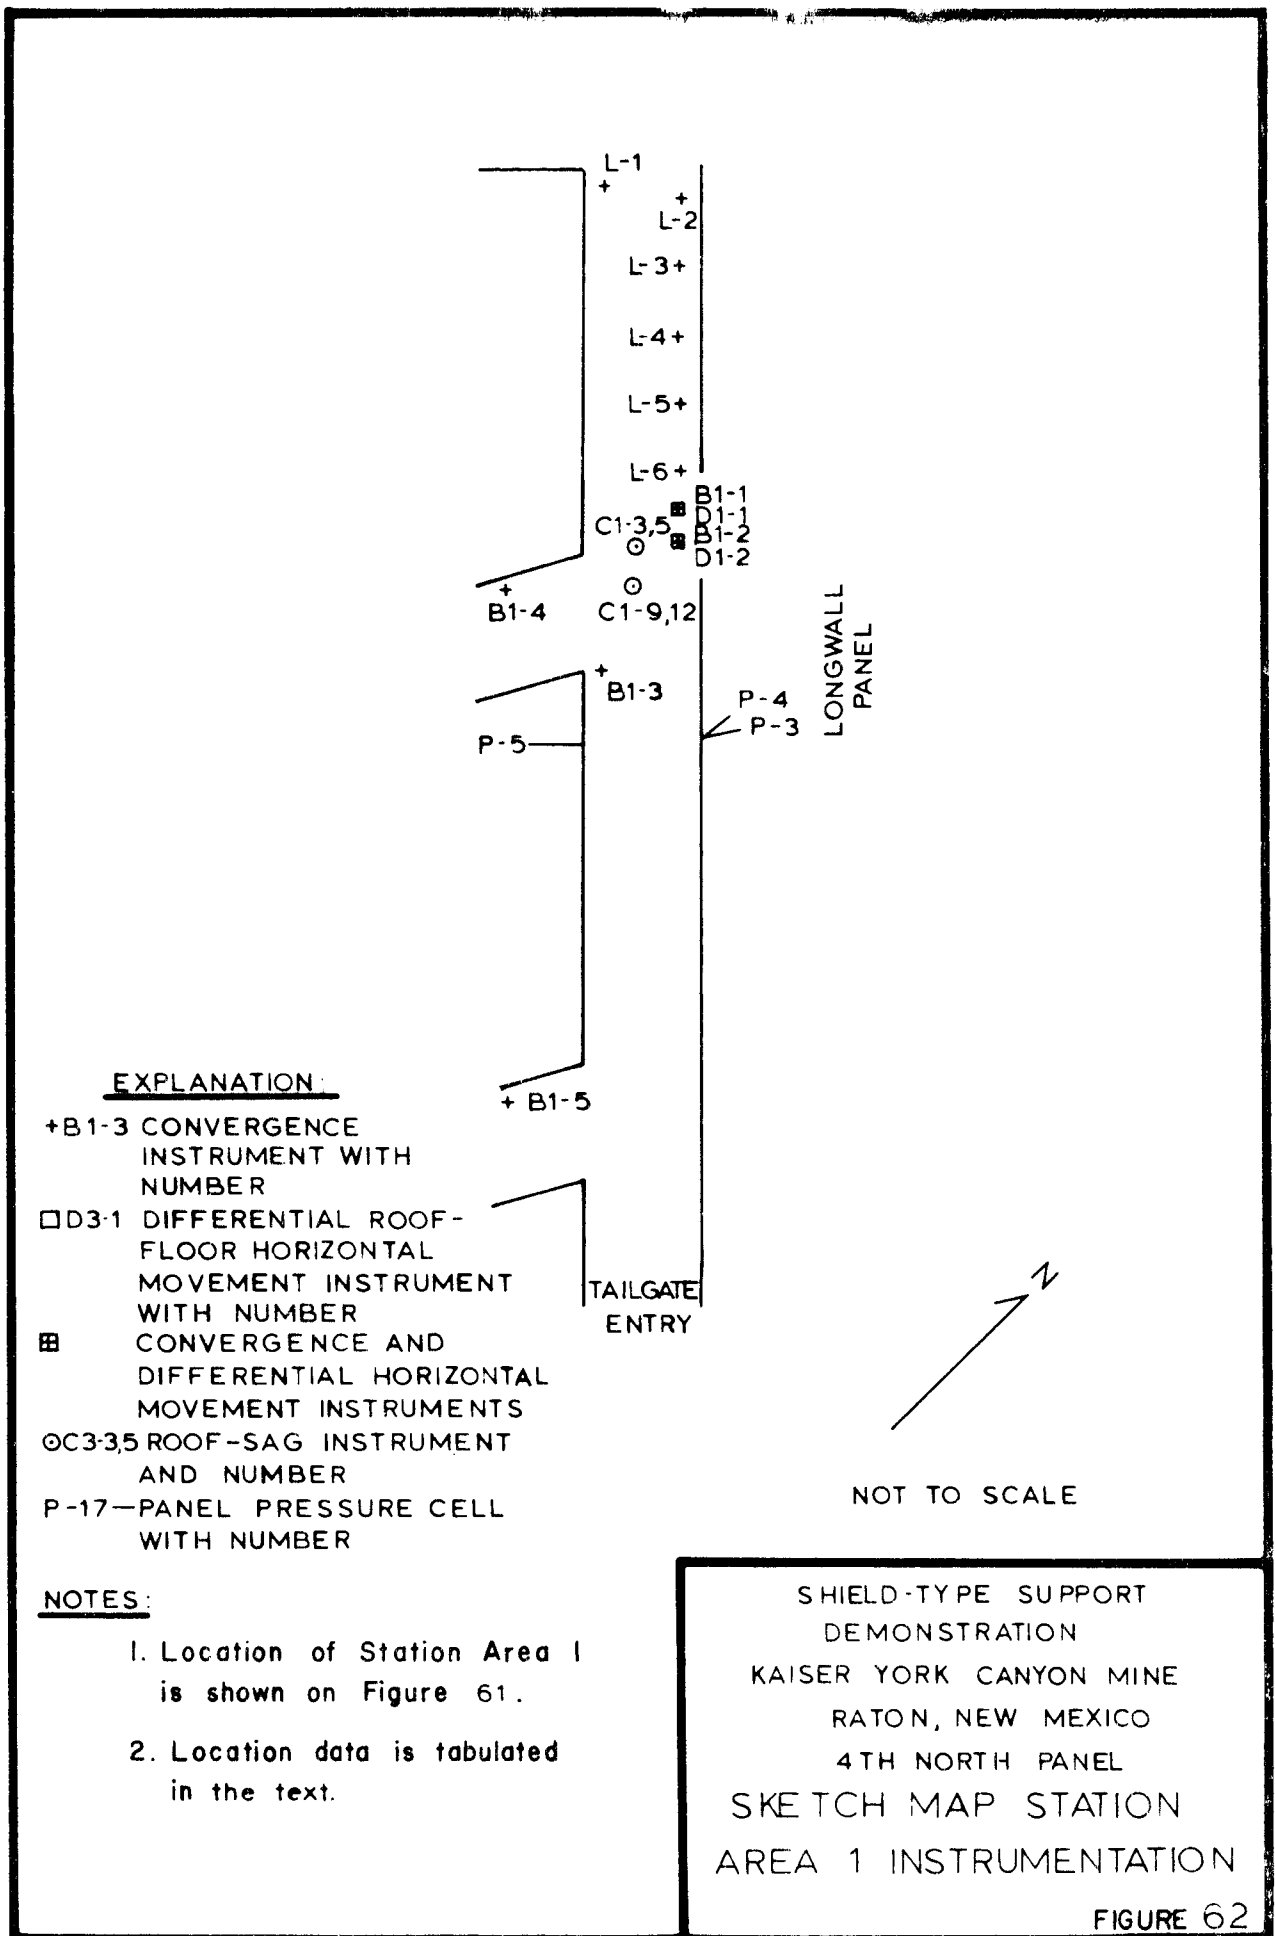 L-1
L-2
L-3+
L-4+
L-5+
L-6+
B1-1
D1-1
C1-3,5
B1-2
D1-2
B1-4
C1-9,12
B1-3
LONGWALL
PANEL
P-4
P-3
P-5
EXPLANATION:
+ B1-5
+B1-3 CONVERGENCE
INSTRUMENT WITH
NUMBER
□D3-1 DIFFERENTIAL ROOF-
FLOOR HORIZONTAL
MOVEMENT INSTRUMENT
WITH NUMBER
⊞ CONVERGENCE AND
DIFFERENTIAL HORIZONTAL
MOVEMENT INSTRUMENTS
⊙C3-3,5 ROOF-SAG INSTRUMENT
AND NUMBER
P-17—PANEL PRESSURE CELL
WITH NUMBER
TAILGATE
ENTRY
N
NOT TO SCALE
NOTES:
1. Location of Station Area 1
is shown on Figure 61.
2. Location data is tabulated
in the text.
SHIELD-TYPE SUPPORT
DEMONSTRATION
KAISER YORK CANYON MINE
RATON, NEW MEXICO
4TH NORTH PANEL
SKETCH MAP STATION
AREA 1 INSTRUMENTATION
FIGURE 62